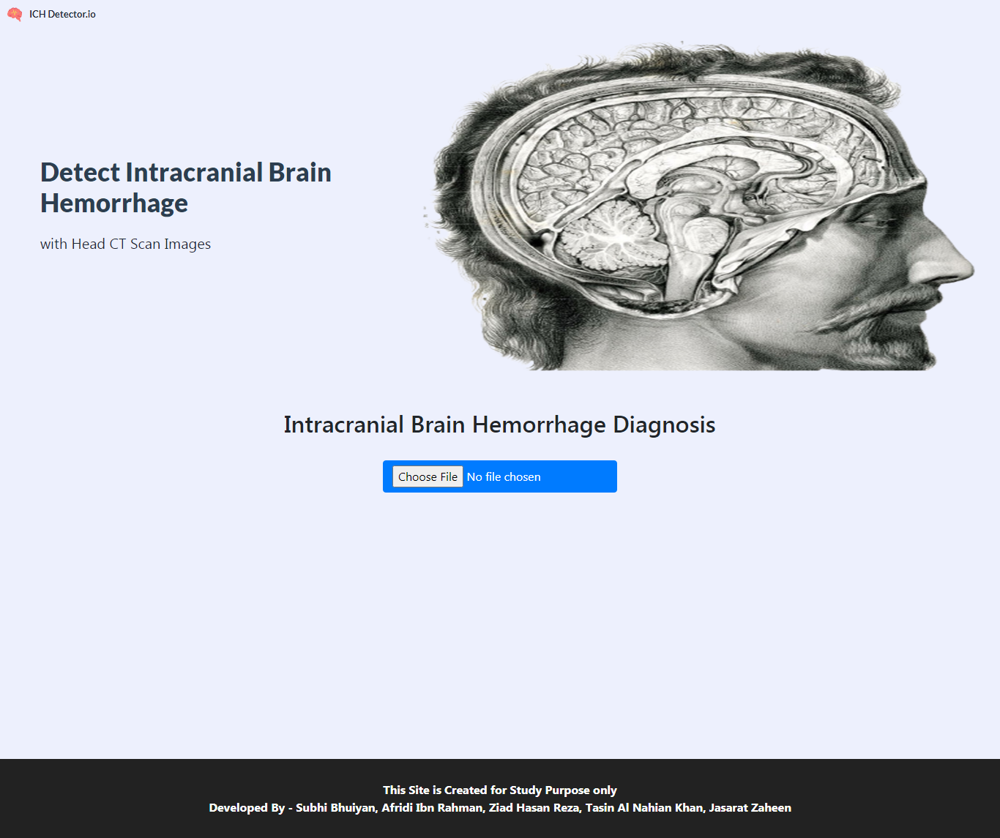 ICH Detector.io
Detect Intracranial Brain
Hemorrhage
with Head CT Scan Images
Intracranial Brain Hemorrhage Diagnosis
Choose File No file chosen
This Site is Created for Study Purpose only
Developed By - Subhi Bhuiyan, Afridi Ibn Rahman, Ziad Hasan Reza, Tasin Al Nahian Khan, Jasarat Zaheen